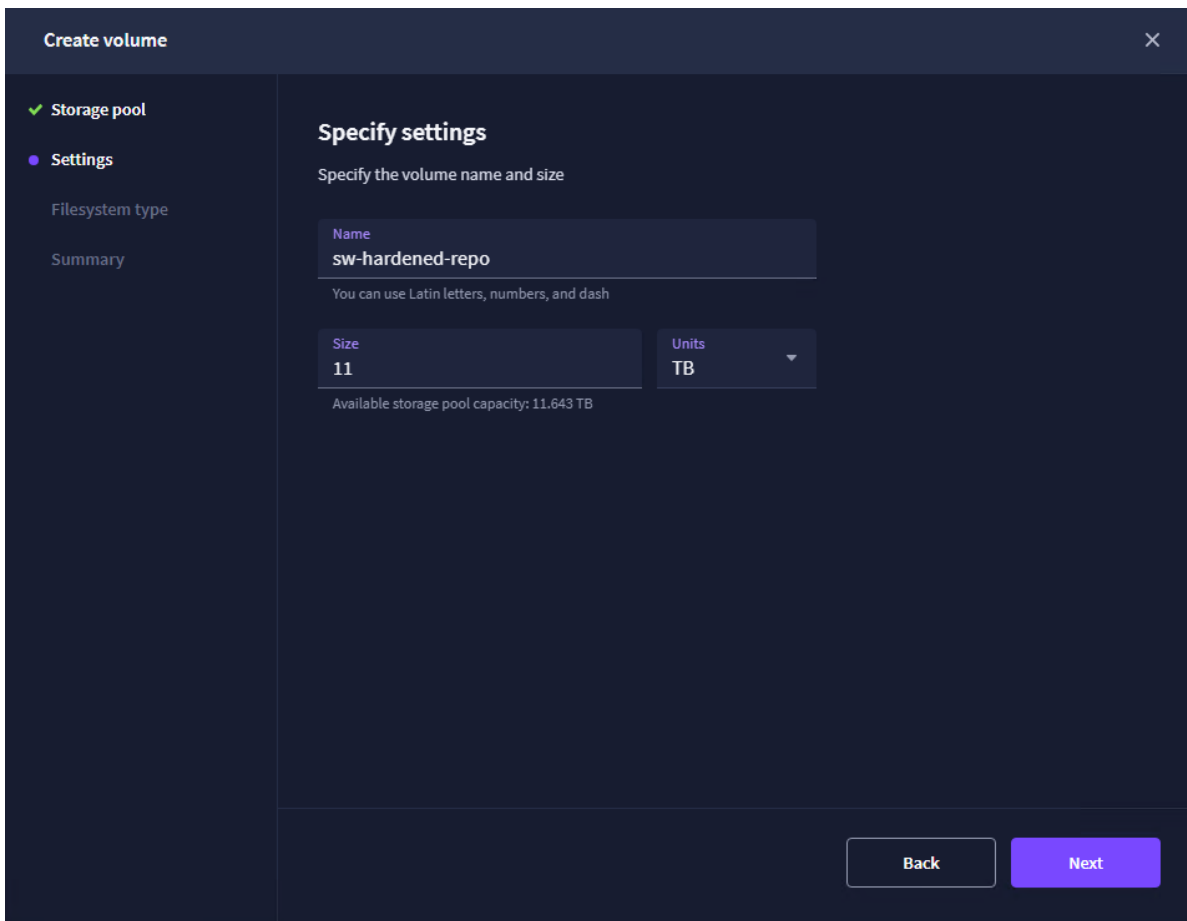 Create volume
Storage pool
Settings
Filesystem type
Summary
Specify settings
Specify the volume name and size
Name
sw-hardened-repo
You can use Latin letters, numbers, and dash
Size
11
Units
TB
Available storage pool capacity: 11.643 TB
Back
Next